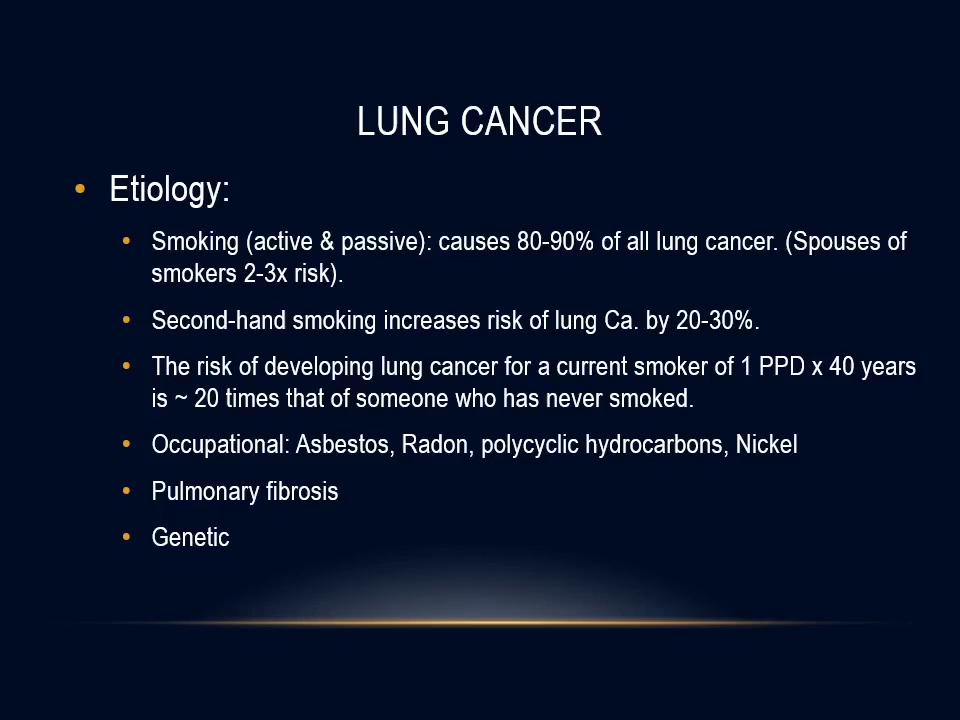 LUNG CANCER
• Etiology:
• Smoking (active & passive): causes 80-90% of all lung cancer. (Spouses of
smokers 2-3x risk).
• Second-hand smoking increases risk of lung Ca. by 20-30%.
• The risk of developing lung cancer for a current smoker of 1 PPD x 40 years
is ~ 20 times that of someone who has never smoked.
• Occupational: Asbestos, Radon, polycyclic hydrocarbons, Nickel
• Pulmonary fibrosis
• Genetic